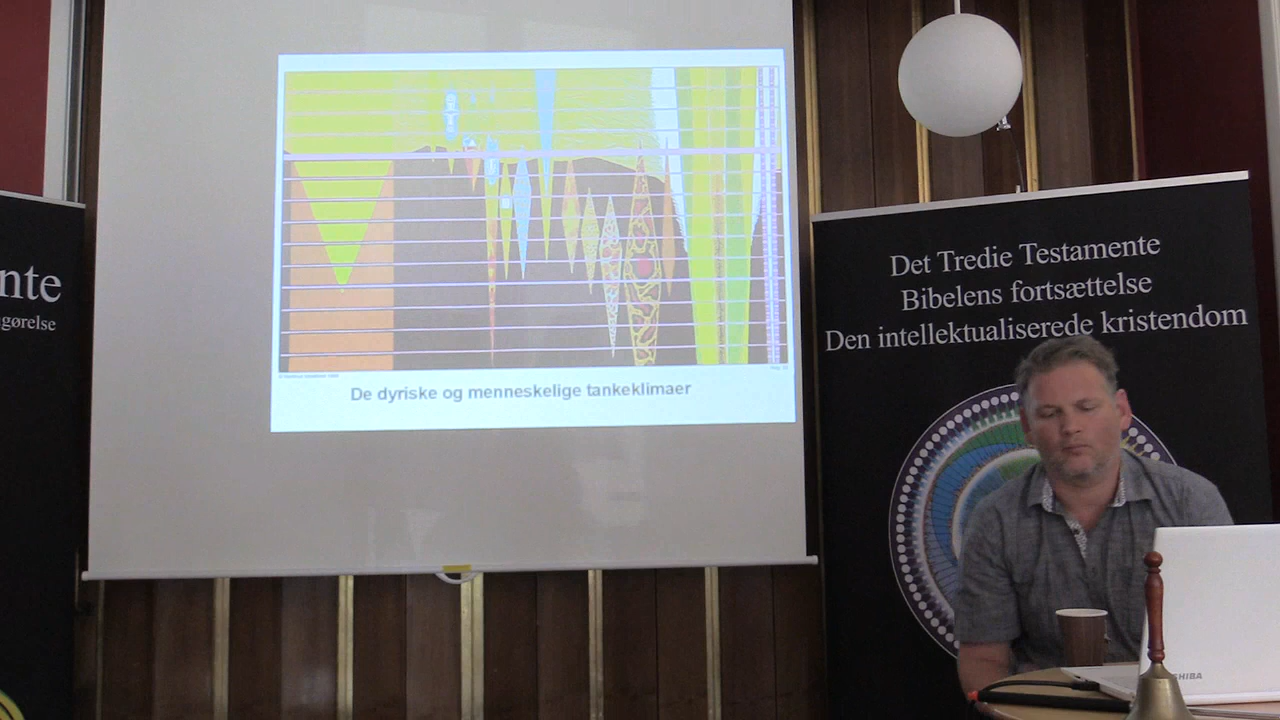 nte
gørelse
De dyriske og menneskelige tankeklimaer
Det Tredie Testamente
Bibelens fortsættelse
Den intellektualiserede kristendom
SHIBA